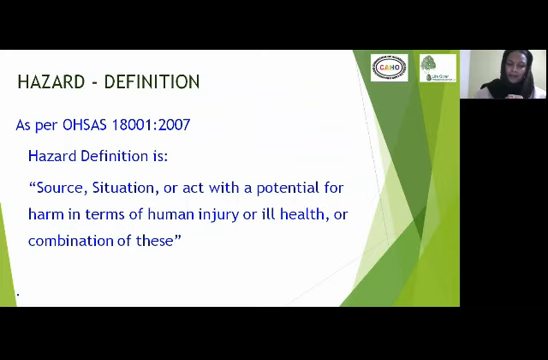 HAZARD - DEFINITION
CAHO
As per OHSAS 18001:2007
Hazard Definition is:
“Source, Situation, or act with a potential for
harm in terms of human injury or ill health, or
combination of these”
.